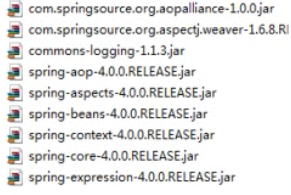 com.springsource.org.aopalliance-1.0.0.jar
com.springsource.org.aspectj.weaver-1.6.8.RI
commons-logging-1.1.3.jar
spring-aop-4.0.0.RELEASE.jar
spring-aspects-4.0.0.RELEASE.jar
spring-beans-4.0.0.RELEASE.jar
spring-context-4.0.0.RELEASE.jar
spring-core-4.0.0.RELEASE.jar
spring-expression-4.0.0.RELEASE.jar